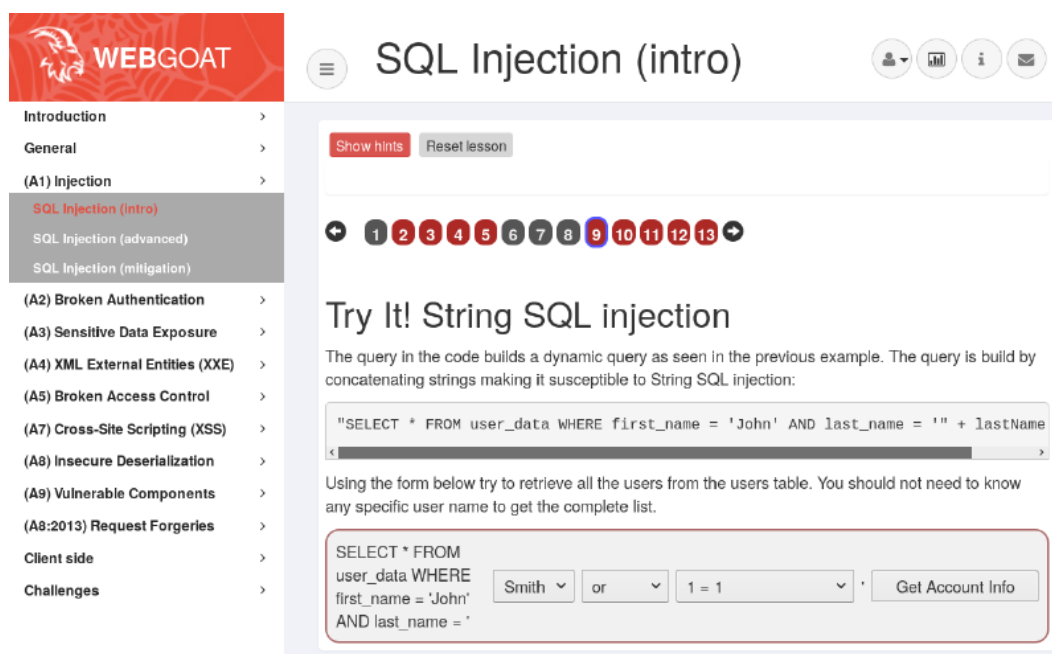 WEBGOAT
SQL Injection (intro)
Introduction
General
(A1) Injection
SQL Injection (intro)
SQL Injection (advanced)
SQL Injection (mitigation)
(A2) Broken Authentication
(A3) Sensitive Data Exposure
(A4) XML External Entities (XXE)
(A5) Broken Access Control
(A7) Cross-Site Scripting (XSS)
(A8) Insecure Deserialization
(A9) Vulnerable Components
(A8:2013) Request Forgeries
Client side
Challenges
Show hints Reset lesson
1 2 3 4 5 6 7 8 9 10 11 12 13
Try It! String SQL injection
The query in the code builds a dynamic query as seen in the previous example. The query is build by
concatenating strings making it susceptible to String SQL injection:
"SELECT * FROM user_data WHERE first_name = 'John' AND last_name = '" + lastName
Using the form below try to retrieve all the users from the users table. You should not need to know
any specific user name to get the complete list.
SELECT * FROM
user_data WHERE
first_name = 'John'
AND last_name = '
Smith or 1 = 1 ' Get Account Info